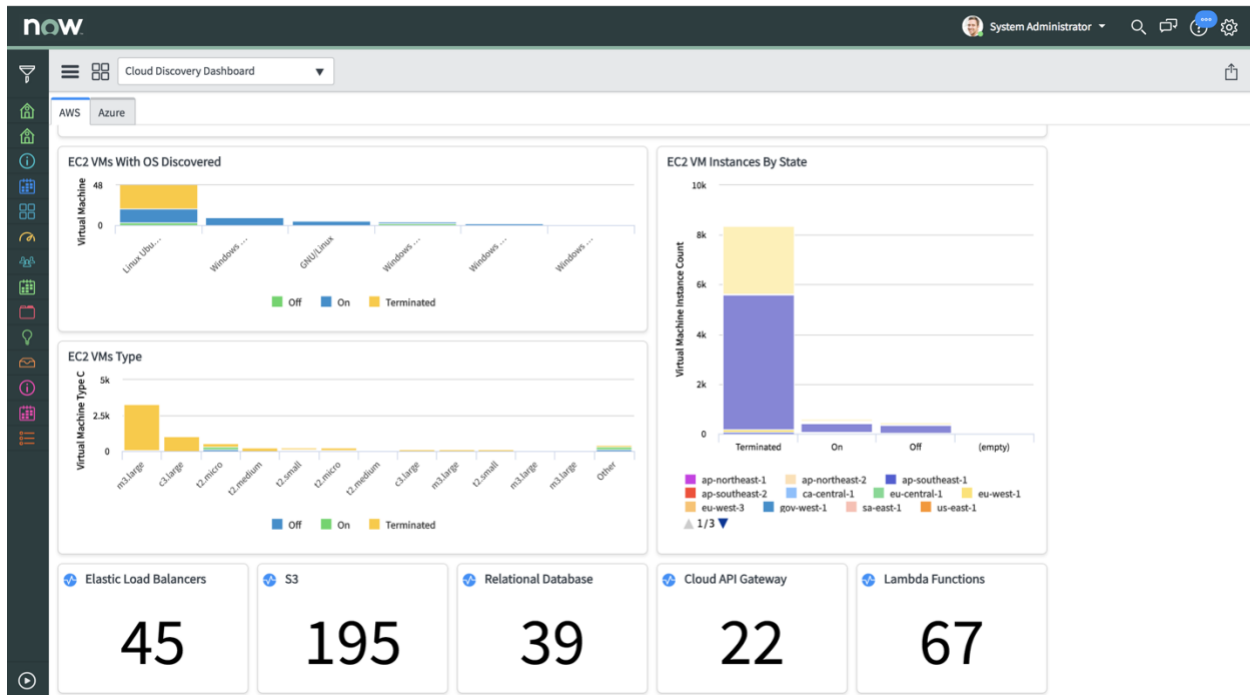 now
System Administrator
Cloud Discovery Dashboard
AWS
Azure
EC2 VMs With OS Discovered
Virtual Machine
48
0
Linux Ubu...
Windows ...
GNU/Linux
Windows ...
Windows ...
Windows ...
Off
On
Terminated
EC2 VM Instances By State
Virtual Machine Instance Count
10k
8k
6k
4k
2k
0
Terminated
On
Off
(empty)
ap-northeast-1 ap-northeast-2 ap-southeast-1
ap-southeast-2 ca-central-1 eu-central-1 eu-west-1
eu-west-3 gov-west-1 sa-east-1 us-east-1
1/3
EC2 VMs Type
Virtual Machine Type C
5k
2.5k
0
m3.large
c3.large
t2.micro
t2.medium
t2.small
t2.micro
t2.medium
c3.large
m3.large
t2.small
m3.large
m3.large
Other
Off
On
Terminated
Elastic Load Balancers
45
S3
195
Relational Database
39
Cloud API Gateway
22
Lambda Functions
67